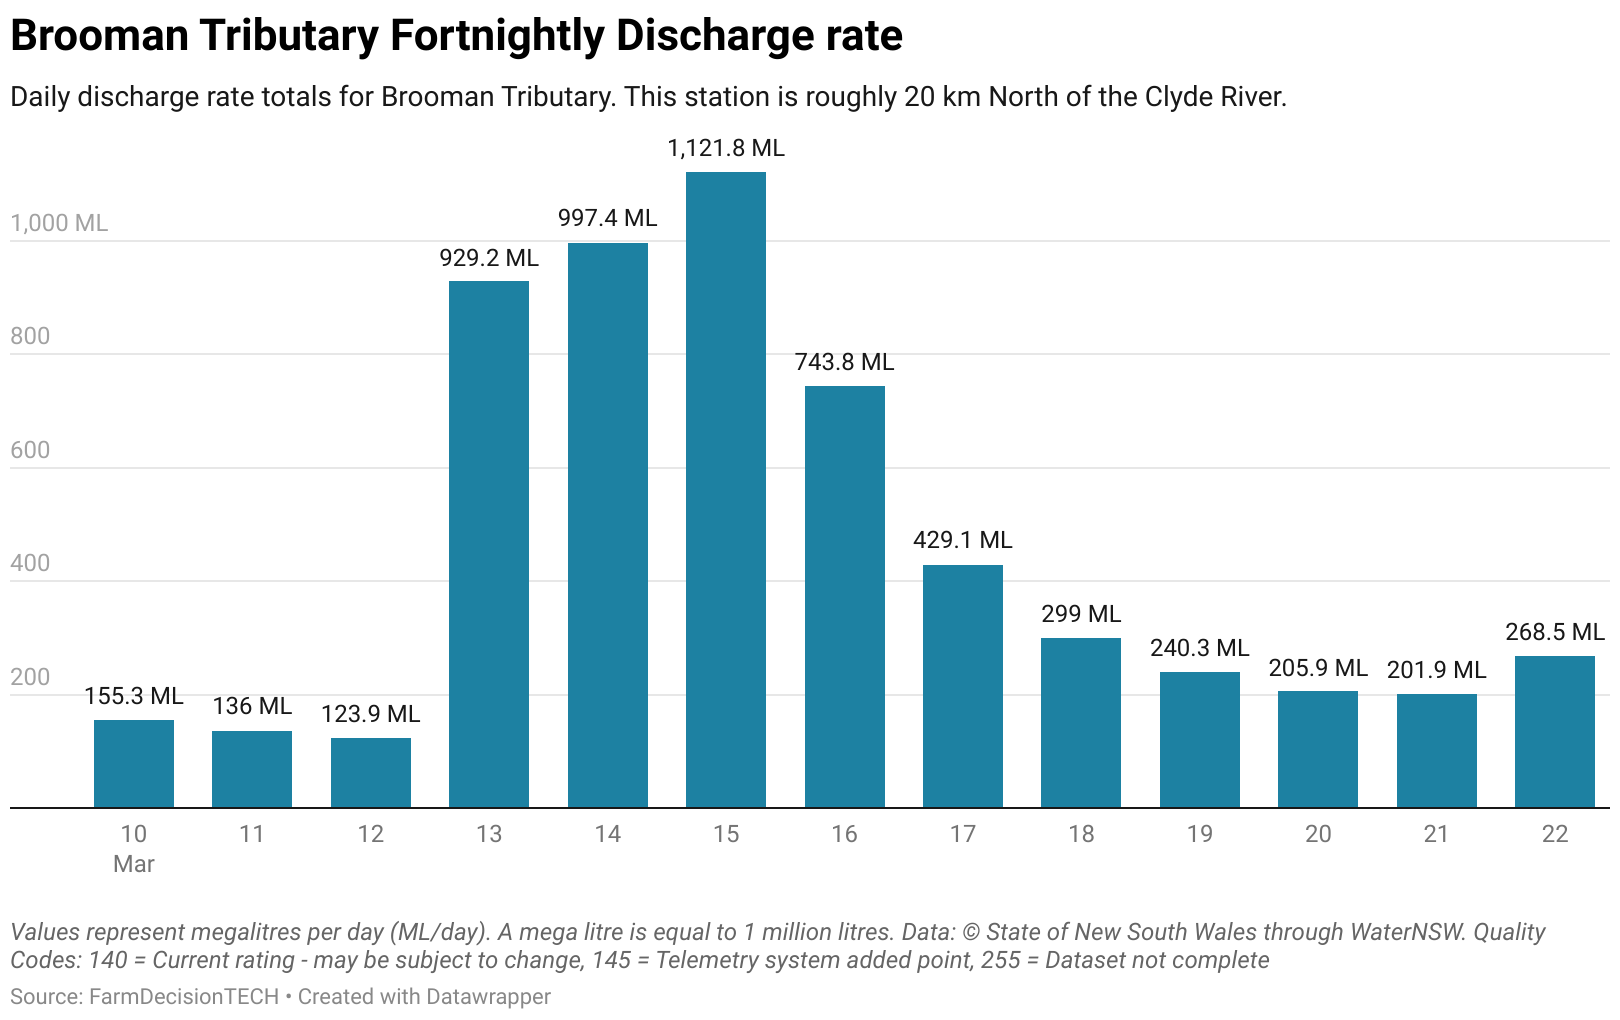 Brooman Tributary Fortnightly Discharge rate
Daily discharge rate totals for Brooman Tributary. This station is roughly 20 km North of the Clyde River.
1,121.8 ML
997.4 ML
1,000 ML
929.2 ML
800
743.8 ML
600
429.1 ML
400
299 ML
268.5 ML
240.3 ML
205.9 ML
201.9 ML
200
155.3 ML
136 ML
123.9 ML
10 11 12 13 14 15 16 17 18 19 20 21 22
Mar
Values represent megalitres per day (ML/day). A mega litre is equal to 1 million litres. Data: © State of New South Wales through WaterNSW. Quality
Codes: 140 = Current rating - may be subject to change, 145 = Telemetry system added point, 255 = Dataset not complete
Source: FarmDecisionTECH • Created with Datawrapper